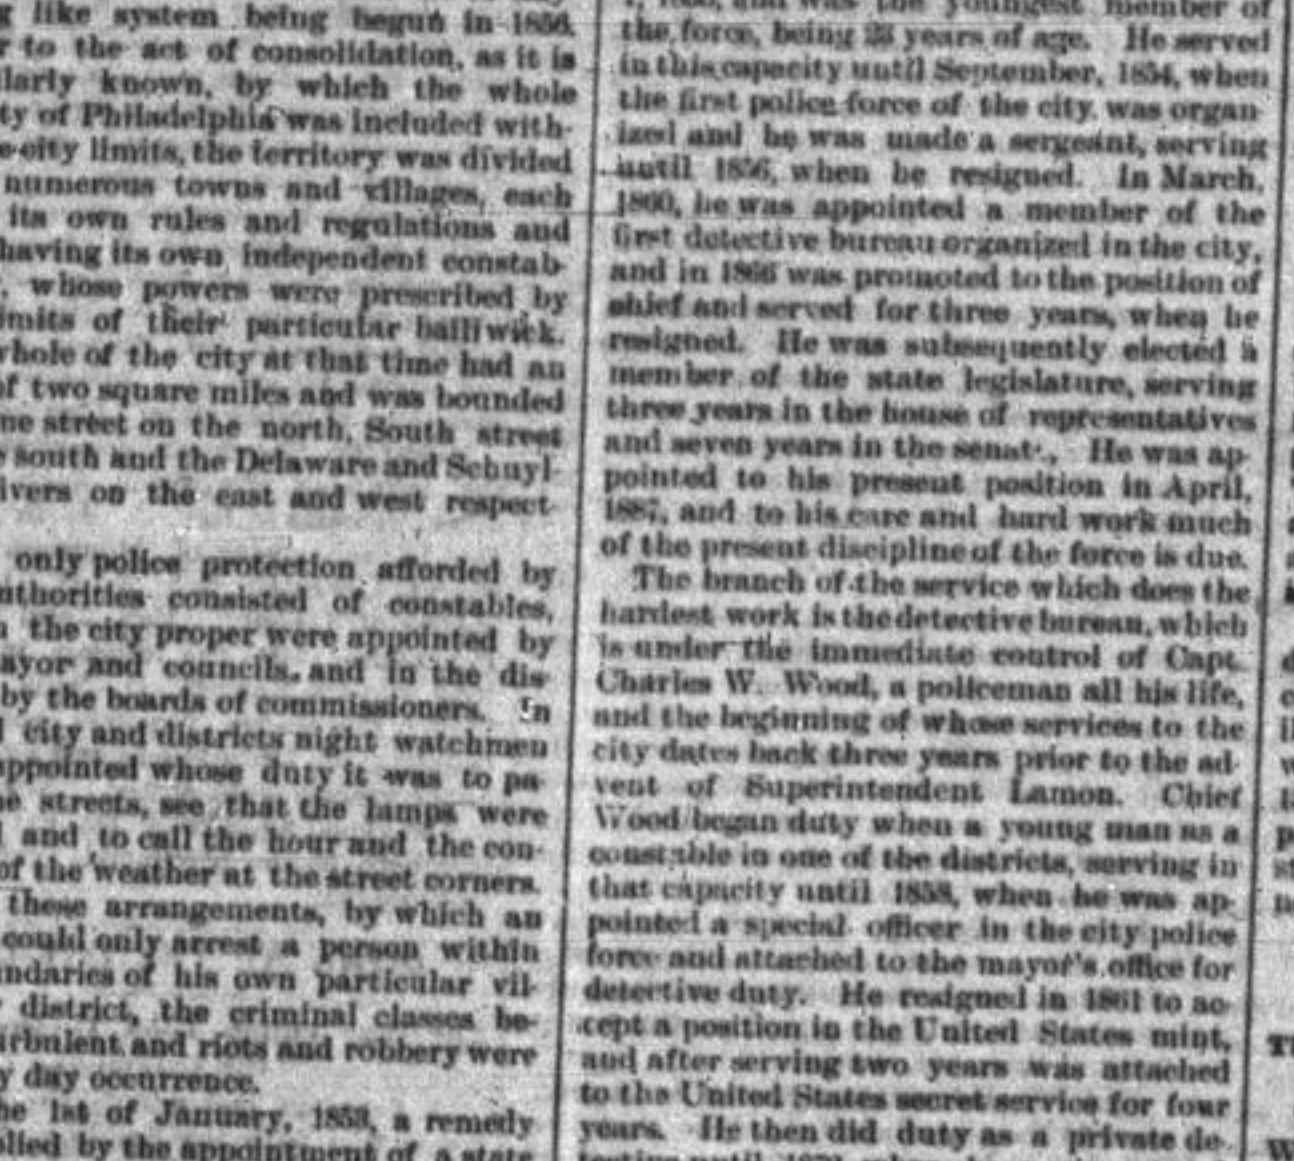 like system being begun in 1856
to the act of consolidation, as it is
larly known, by which the whole
ty of Philadelphia was included with-
e city limits, the territory was divided
numerous towns and villages, each
its own rules and regulations and
having its own independent constab-
whose powers were prescribed by
imits of their particular bailiwick.
whole of the city at that time had an
of two square miles and was bounded
ne street on the north, South street
south and the Delaware and Schuyl-
ivers on the east and west respect-
only police protection afforded by
uthorities consisted of constables,
the city proper were appointed by
ayor and councils, and in the dis-
by the boards of commissioners. In
city and districts night watchmen
appointed whose duty it was to pa-
he streets, see that the lamps were
and to call the hour and the con-
of the weather at the street corners.
these arrangements, by which an
could only arrest a person within
undaries of his own particular vil-
district, the criminal classes be-
urbulent and riots and robbery were
y day occurrence.
he 1st of January, 1853, a remedy
plied by the appointment of a state
and was the youngest member of
the force, being 23 years of age. He served
in this capacity until September, 1854, when
the first police force of the city was organ-
ized and he was made a sergeant, serving
until 1856, when he resigned. In March,
1860, he was appointed a member of the
first detective bureau organized in the city,
and in 1866 was promoted to the position of
chief and served for three years, when he
resigned. He was subsequently elected a
member of the state legislature, serving
three years in the house of representatives
and seven years in the senat., He was ap-
pointed to his present position in April,
1887, and to his care and hard work much
of the present discipline of the force is due.
The branch of the service which does the
hardest work is the detective bureau, which
is under the immediate control of Capt.
Charles W. Wood, a policeman all his life,
and the beginning of whose services to the
city dates back three years prior to the ad-
vent of Superintendent Lamon. Chief
Wood began duty when a young man as a
constable in one of the districts, serving in
that capacity until 1858, when he was ap-
pointed a special officer in the city police
force and attached to the mayor's office for
detective duty. He resigned in 1861 to ac-
cept a position in the United States mint,
and after serving two years was attached
to the United States secret service for four
years. He then did duty as a private de-